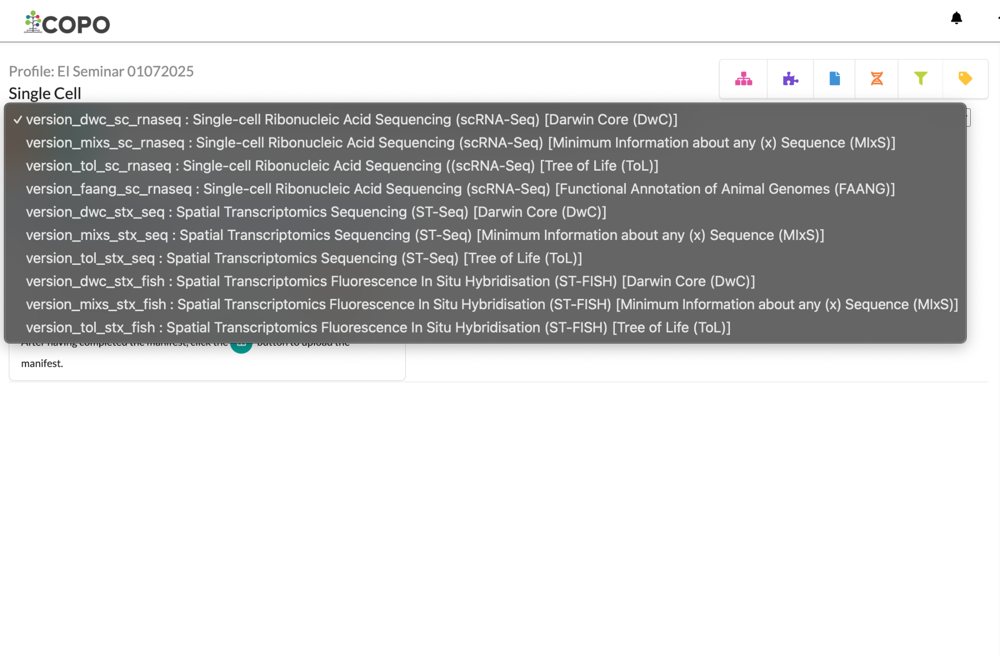 COPO
Profile: EI Seminar 01072025
Single Cell
✓ version_dwc_sc_rnaseq : Single-cell Ribonucleic Acid Sequencing (scRNA-Seq) [Darwin Core (DwC)]
version_mixs_sc_rnaseq : Single-cell Ribonucleic Acid Sequencing (scRNA-Seq) [Minimum Information about any (x) Sequence (MIxS)]
version_tol_sc_rnaseq : Single-cell Ribonucleic Acid Sequencing ((scRNA-Seq) [Tree of Life (ToL)]
version_faang_sc_rnaseq : Single-cell Ribonucleic Acid Sequencing (scRNA-Seq) [Functional Annotation of Animal Genomes (FAANG)]
version_dwc_stx_seq : Spatial Transcriptomics Sequencing (ST-Seq) [Darwin Core (DwC)]
version_mixs_stx_seq : Spatial Transcriptomics Sequencing (ST-Seq) [Minimum Information about any (x) Sequence (MIxS)]
version_tol_stx_seq : Spatial Transcriptomics Sequencing (ST-Seq) [Tree of Life (ToL)]
version_dwc_stx_fish : Spatial Transcriptomics Fluorescence In Situ Hybridisation (ST-FISH) [Darwin Core (DwC)]
version_mixs_stx_fish : Spatial Transcriptomics Fluorescence In Situ Hybridisation (ST-FISH) [Minimum Information about any (x) Sequence (MIxS)]
version_tol_stx_fish : Spatial Transcriptomics Fluorescence In Situ Hybridisation (ST-FISH) [Tree of Life (ToL)]
After having completed the manifest, click the button to upload the
manifest.